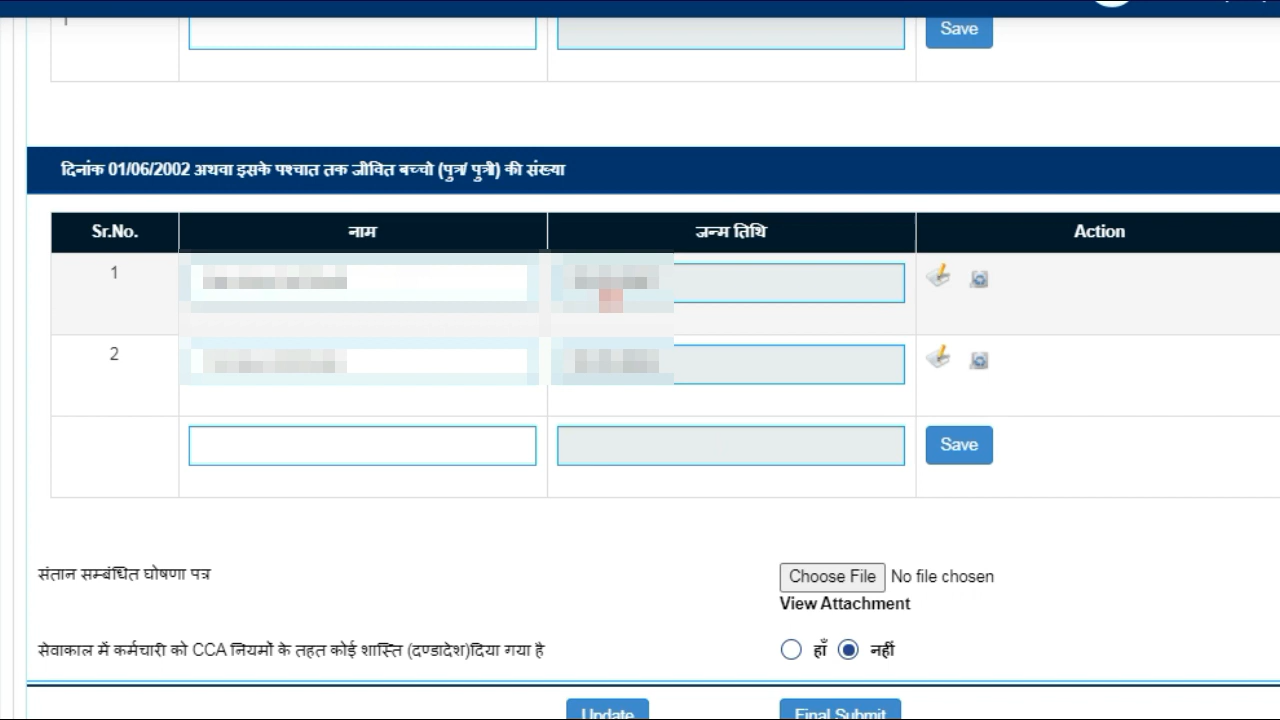 Save
दिनांक 01/06/2002 अथवा इसके पश्चात तक जीवित बच्चो (पुत्र/ पुत्री) की संख्या
Sr.No. नाम जन्म तिथि Action
1
2
Save
संतान सम्बंधित घोषणा पत्र
Choose File No file chosen
View Attachment
सेवाकाल में कर्मचारी को CCA नियमों के तहत कोई शास्ति (दण्डादेश)दिया गया है
हाँ नहीं
Update Final Submit